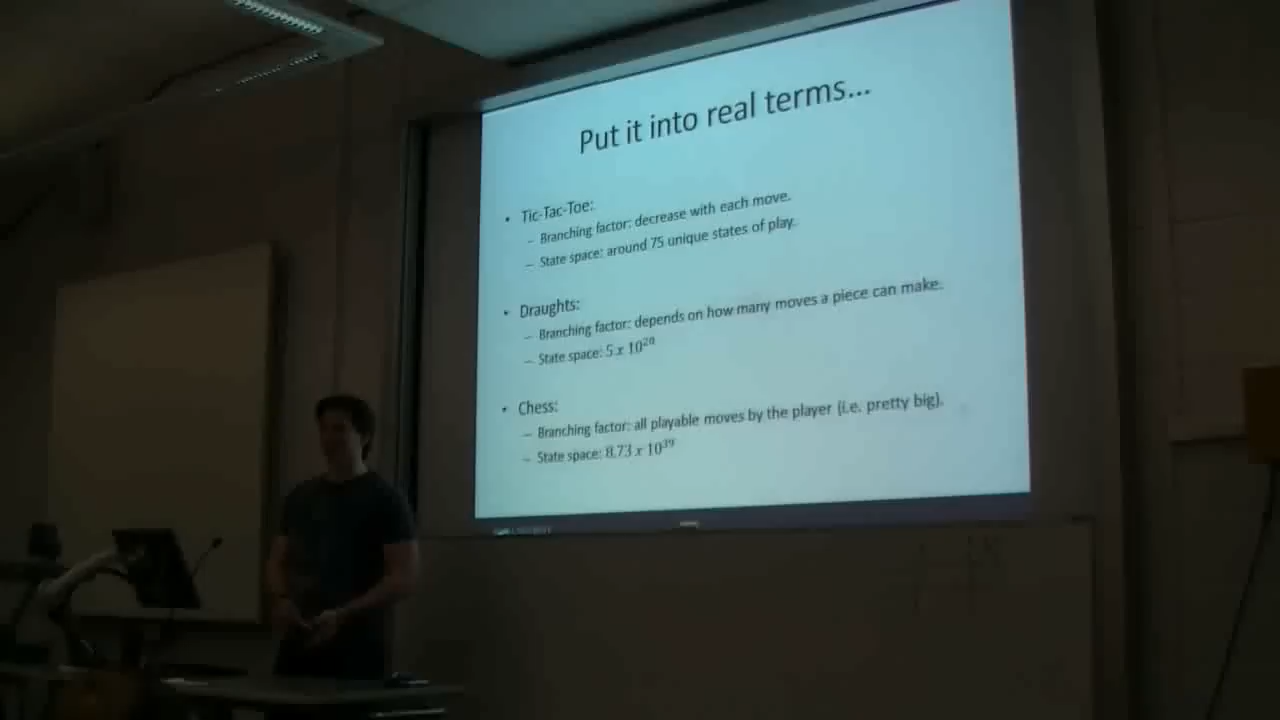 Put it into real terms...
• Tic-Tac-Toe:
– Branching factor: decrease with each move.
– State space: around 75 unique states of play.
• Draughts:
– Branching factor: depends on how many moves a piece can make.
– State space: 5 x 10²⁰
• Chess:
– Branching factor: all playable moves by the player (i.e. pretty big).
– State space: 8.73 x 10³⁹